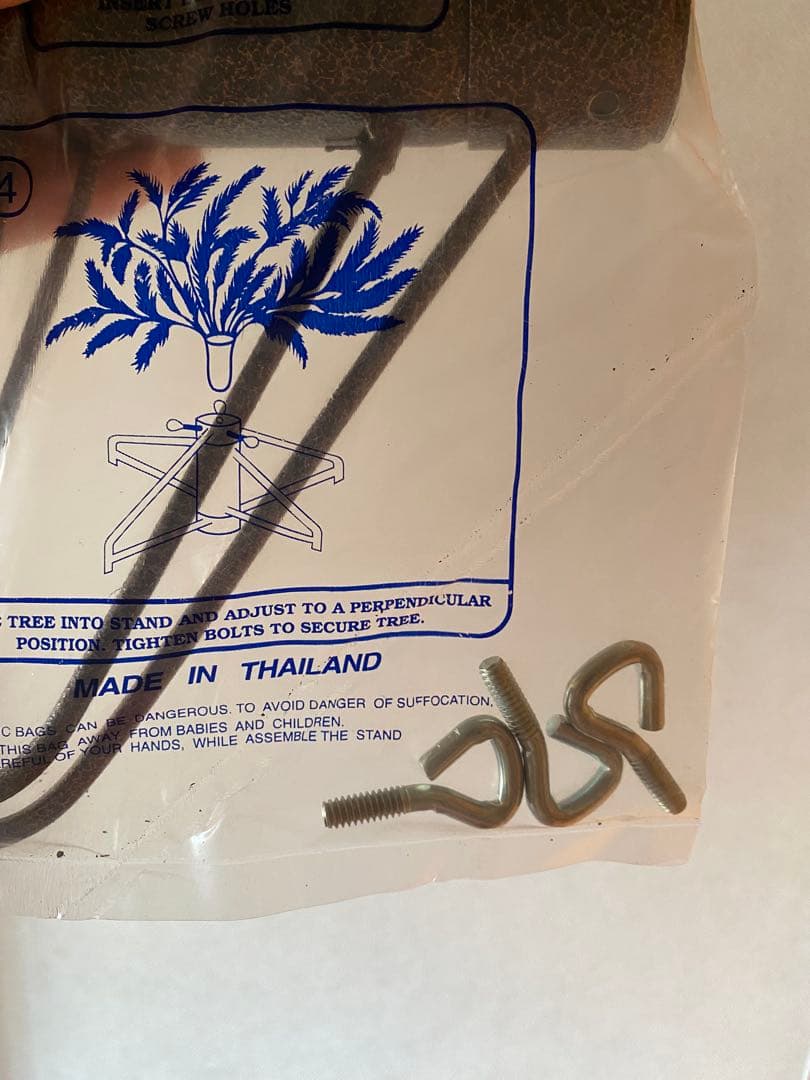 INSERT
SCREW HOLES
4
TREE INTO STAND AND ADJUST TO A PERPENDICULAR
POSITION. TIGHTEN BOLTS TO SECURE TREE.
MADE IN THAILAND
C BAGS CAN BE DANGEROUS. TO AVOID DANGER OF SUFFOCATION,
THIS BAG AWAY FROM BABIES AND CHILDREN.
REFUL OF YOUR HANDS, WHILE ASSEMBLE THE STAND